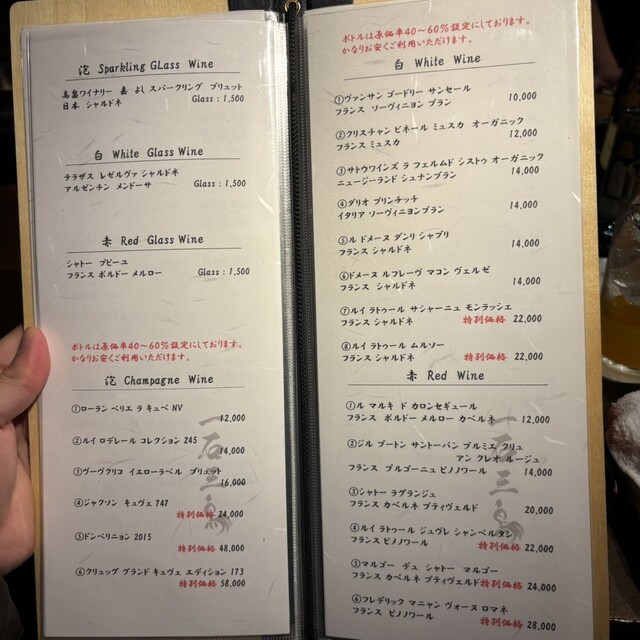 泡 Sparkling GLass Wine
高畠ワイナリー 嘉 よし スパークリング ブリュット
日本 シャルドネ Glass : 1,500
白 White Glass Wine
テラザス レゼルヴァ シャルドネ
アルゼンチン メンドーサ Glass : 1,500
赤 Red Glass Wine
シャトー プピーユ
フランス ボルドー メルロー Glass : 1,500
ボトルは原価率40～60%設定にしております。
かなりお安くご利用いただけます。
泡 Champagne Wine
①ローラン ペリエ ラ キュベ NV
12,000
②ルイ ロデレール コレクション 245
14,000
③ヴーヴクリコ イエローラベル ブリュット
16,000
④ジャクソン キュヴェ 747
特別価格 24,000
⑤ドンペリニョン 2015
特別価格 48,000
⑥クリュッグ グランド キュヴェ エディション 173
特別価格 58,000
一石三鳥
ボトルは原価率40～60%設定にしております。
かなりお安くご利用いただけます。
白 White Wine
①ヴァンサン ゴードリー サンセール
フランス ソーヴィニヨン ブラン 10,000
②クリスチャン ビネール ミュスカ オーガニック
フランス ミュスカ 12,000
③サトウワインズ ラ フェルムド シストゥ オーガニック
ニュージーランド シュナンブラン 14,000
④ダリオ プリンチッチ
イタリア ソーヴィニヨンブラン 14,000
⑤ル ドメーヌ ダンリ シャブリ
フランス シャルドネ 14,000
⑥ドメーヌ ルフレーヴ マコン ヴェルゼ
フランス シャルドネ 14,000
⑦ルイ ラトゥール サシャーニュ モンラッシェ
フランス シャルドネ 特別価格 22,000
⑧ルイ ラトゥール ムルソー
フランス シャルドネ 特別価格 22,000
赤 Red Wine
①ル マルキ ド カロンセギュール
フランス ボルドー メルロー カベルネ 12,000
②ジル ブートン サントーバン プルミエ クリュ
アン クレオ ルージュ
フランス ブルゴーニュ ピノノワール 14,000
③シャトー ラグランジュ
フランス カベルネ プティヴェルド 20,000
④ルイ ラトゥール ジュヴレ シャンベルタン
フランス ピノノワール 特別価格 22,000
⑤マルゴー デュ シャトー マルゴー
フランス カベルネ プティヴェルド 特別価格 24,000
⑥フレデリック マニャン ヴォーヌ ロマネ
フランス ピノノワール 特別価格 28,000
一石三鳥